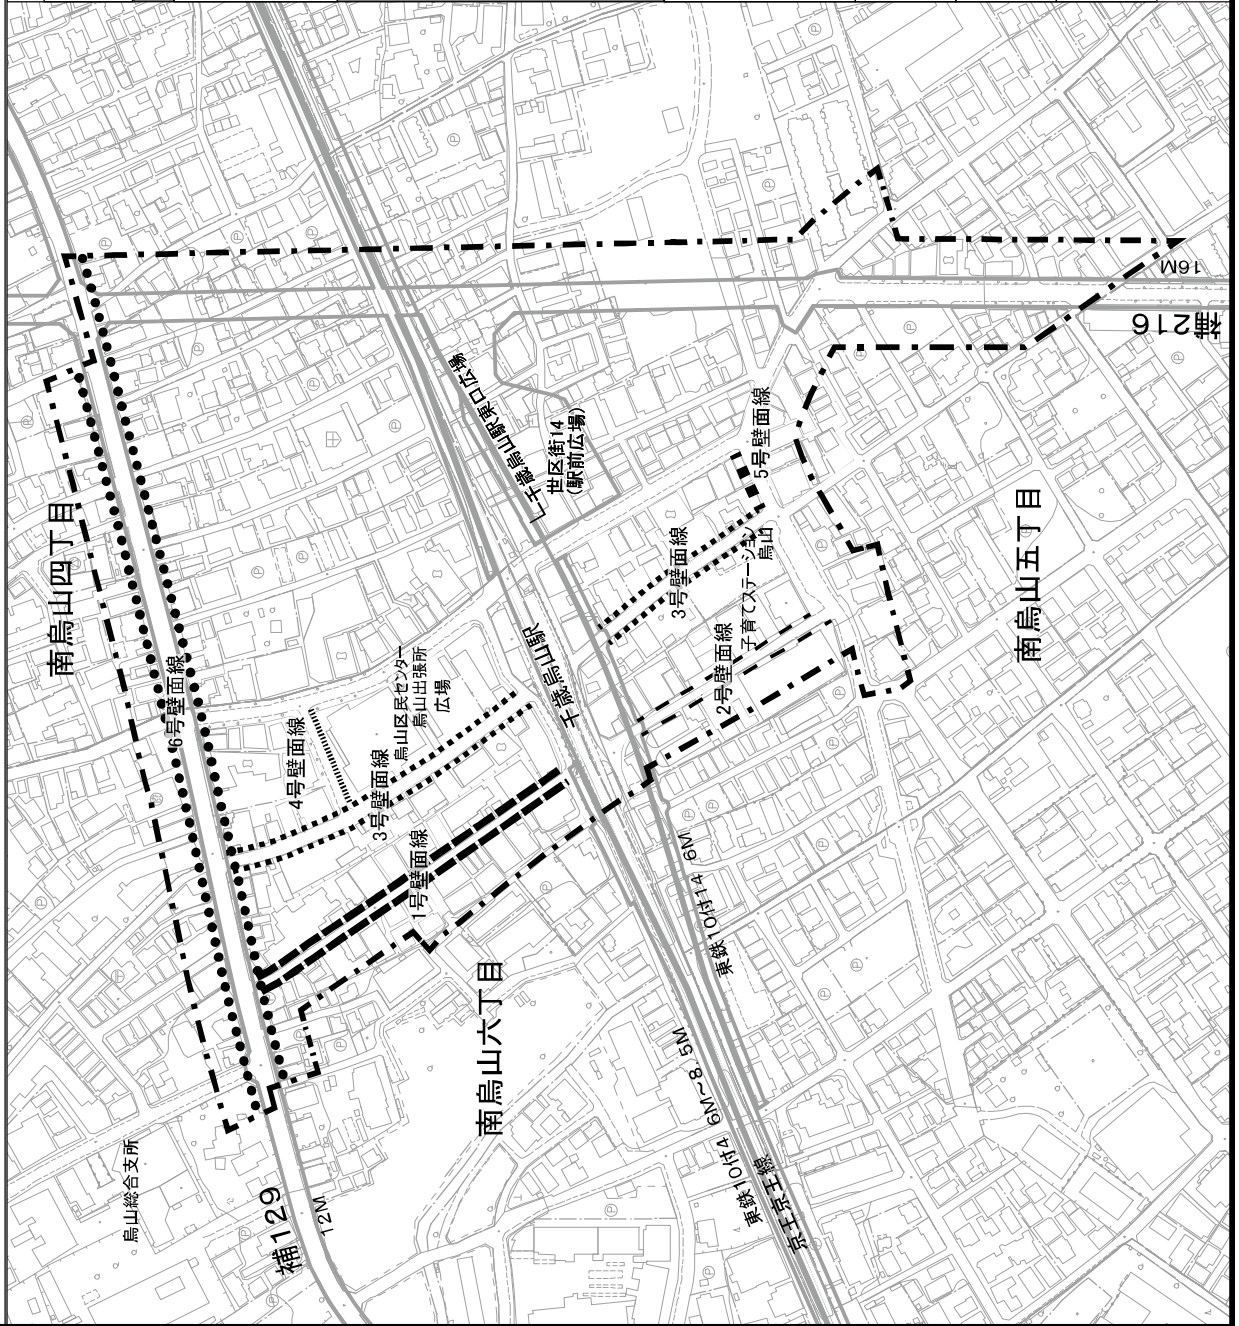 南烏山四丁目
6号壁面線
4号壁面線
3号壁面線
烏山区民センター
烏山出張所
広場
1号壁面線
千歳烏山駅東口広場
世区街14
(駅前広場)
千歳烏山駅
5号壁面線
3号壁面線
子育てステーション
烏山
2号壁面線
南烏山五丁目
南烏山六丁目
烏山総合支所
補129
12M
東鉄10付14 6M
東鉄10付4 6M~8.5M
京王京王線
16M
補216